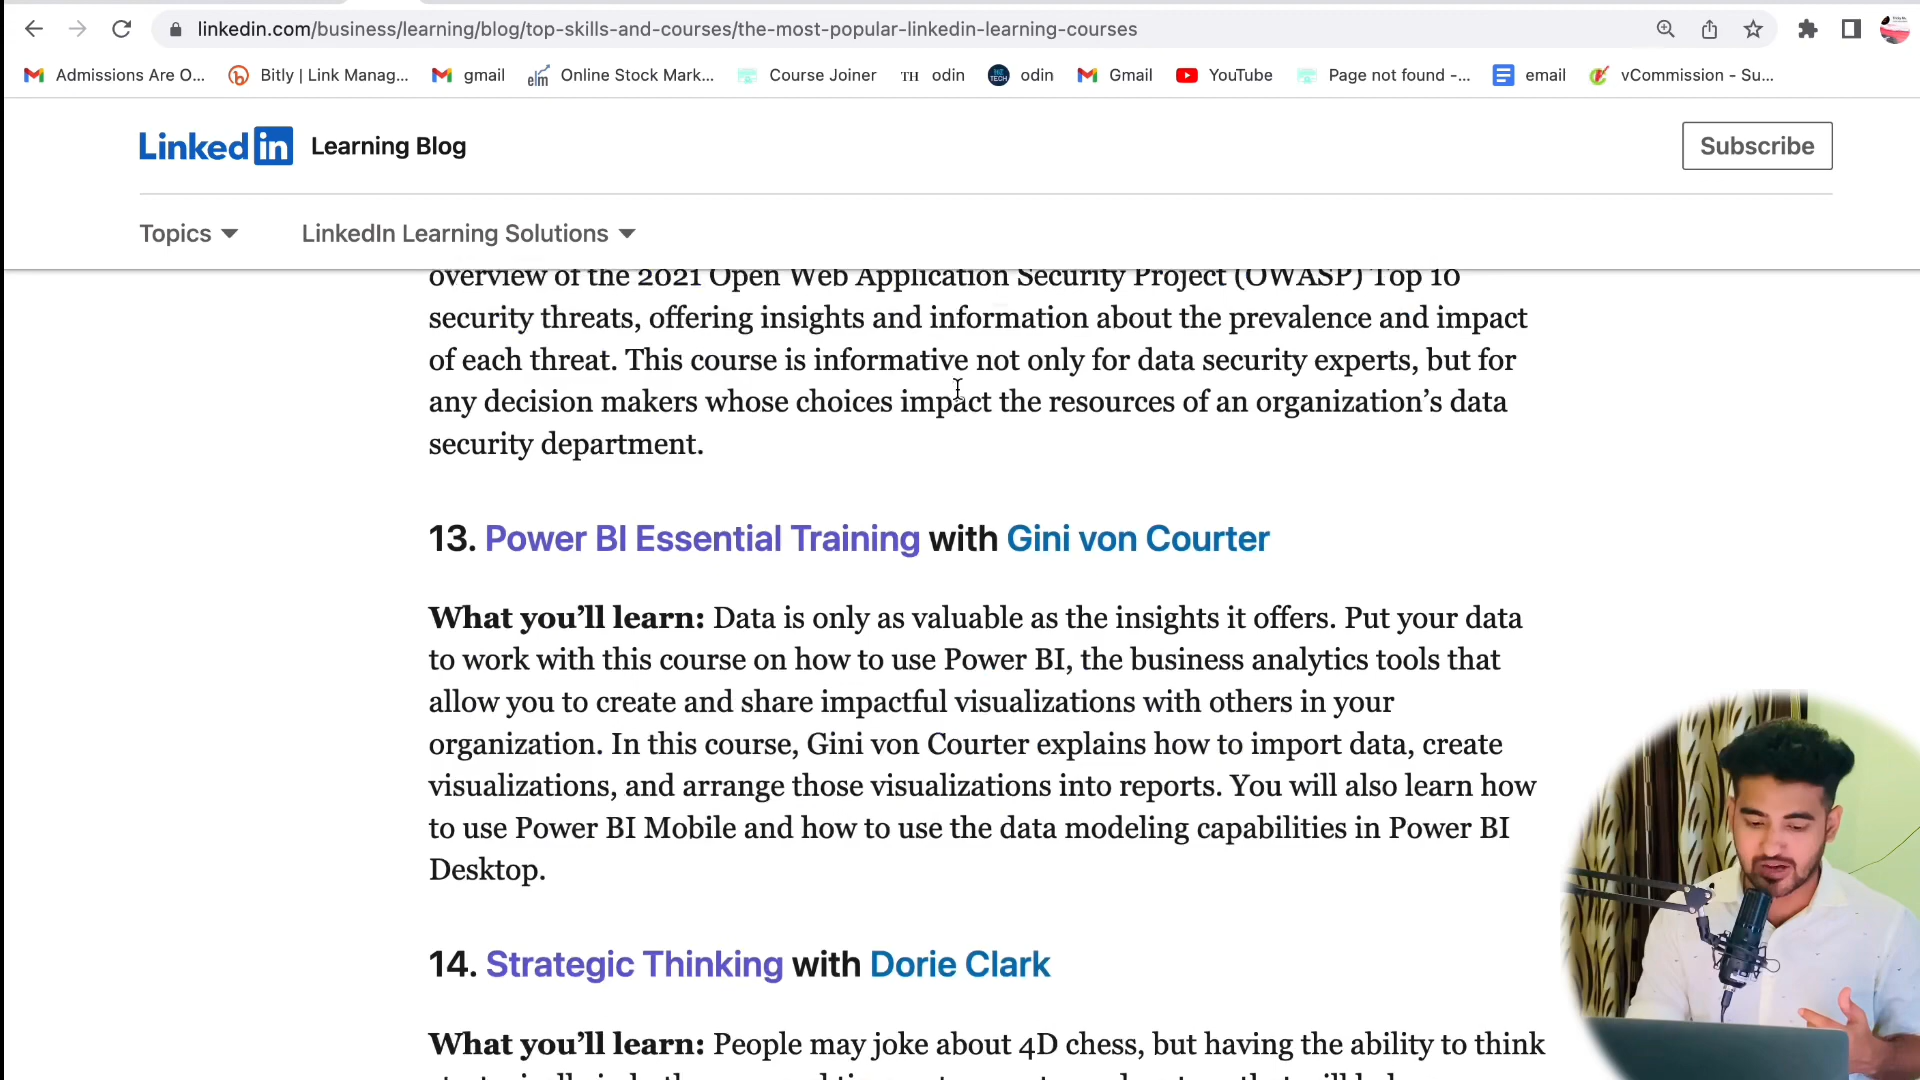 linkedin.com/business/learning/blog/top-skills-and-courses/the-most-popular-linkedin-learning-courses
Admissions Are O... Bitly | Link Manag... gmail elm Online Stock Mark... Course Joiner TH odin odin Gmail YouTube Page not found -... email vCommission - Su...
Linked in Learning Blog
Subscribe
Topics LinkedIn Learning Solutions
overview of the 2021 Open Web Application Security Project (OWASP) Top 10
security threats, offering insights and information about the prevalence and impact
of each threat. This course is informative not only for data security experts, but for
any decision makers whose choices impact the resources of an organization’s data
security department.
13. Power BI Essential Training with Gini von Courter
What you’ll learn: Data is only as valuable as the insights it offers. Put your data
to work with this course on how to use Power BI, the business analytics tools that
allow you to create and share impactful visualizations with others in your
organization. In this course, Gini von Courter explains how to import data, create
visualizations, and arrange those visualizations into reports. You will also learn how
to use Power BI Mobile and how to use the data modeling capabilities in Power BI
Desktop.
14. Strategic Thinking with Dorie Clark
What you’ll learn: People may joke about 4D chess, but having the ability to think